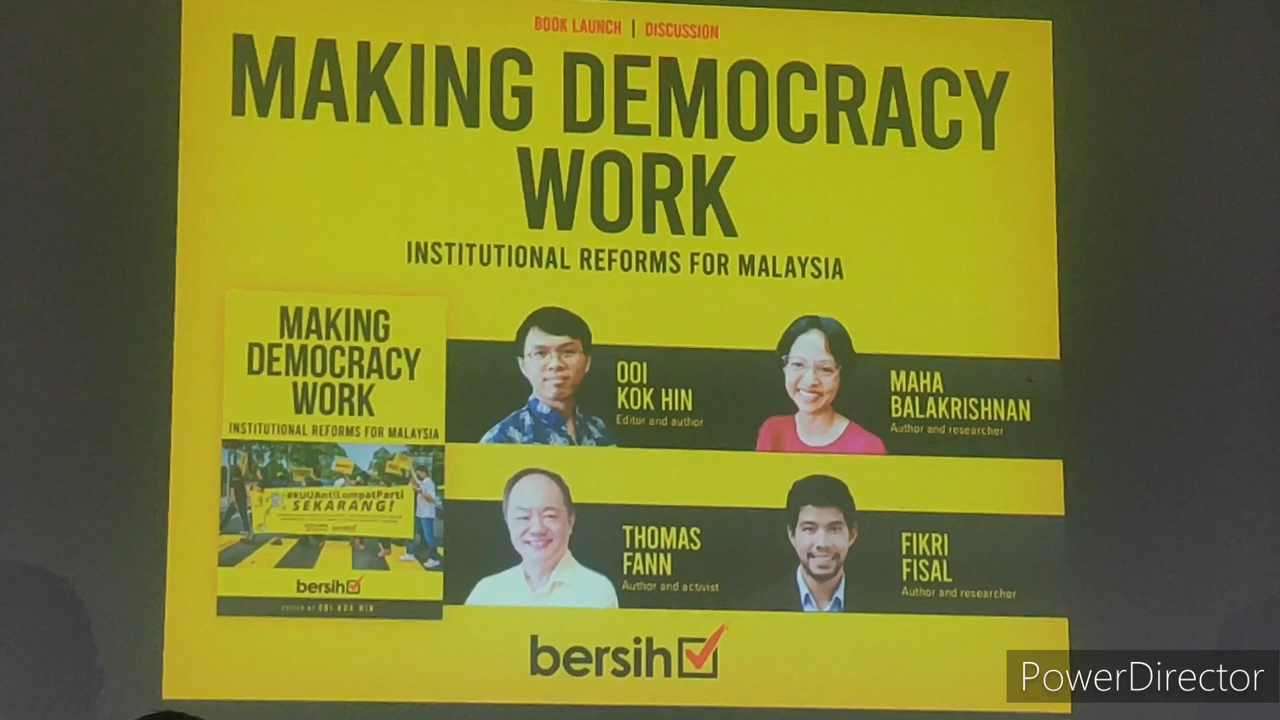 BOOK LAUNCH | DISCUSSION
MAKING DEMOCRACY
WORK
INSTITUTIONAL REFORMS FOR MALAYSIA
MAKING
DEMOCRACY
WORK
INSTITUTIONAL REFORMS FOR MALAYSIA
#AKUUAntiLompatParti
SEKARANG!
bersih
EDITED BY OOI KOK HIN
OOI
KOK HIN
Editor and author
MAHA
BALAKRISHNAN
Author and researcher
THOMAS
FANN
Author and activist
FIKRI
FISAL
Author and researcher
bersih
PowerDirector